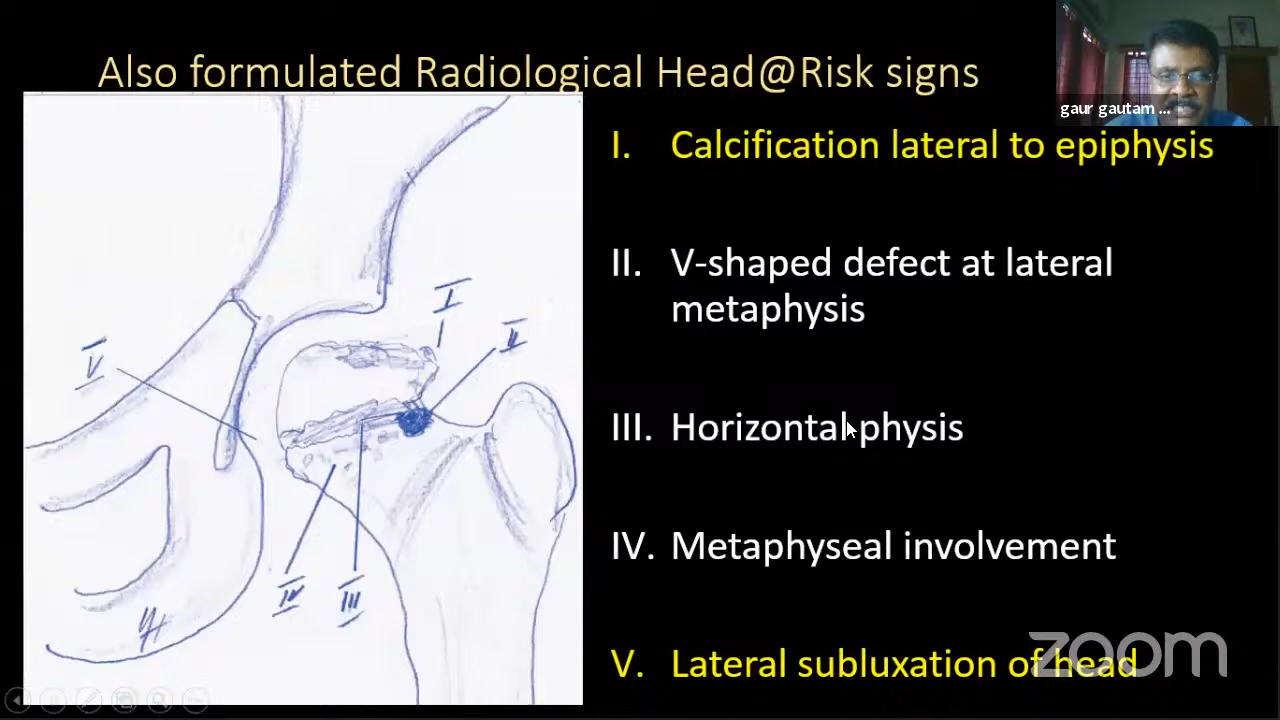 Also formulated Radiological Head@Risk signs
gaur gautam ...
I. Calcification lateral to epiphysis
II. V-shaped defect at lateral
metaphysis
III. Horizontal physis
IV. Metaphyseal involvement
V. Lateral subluxation of head
I
II
V
IV
III
zoom